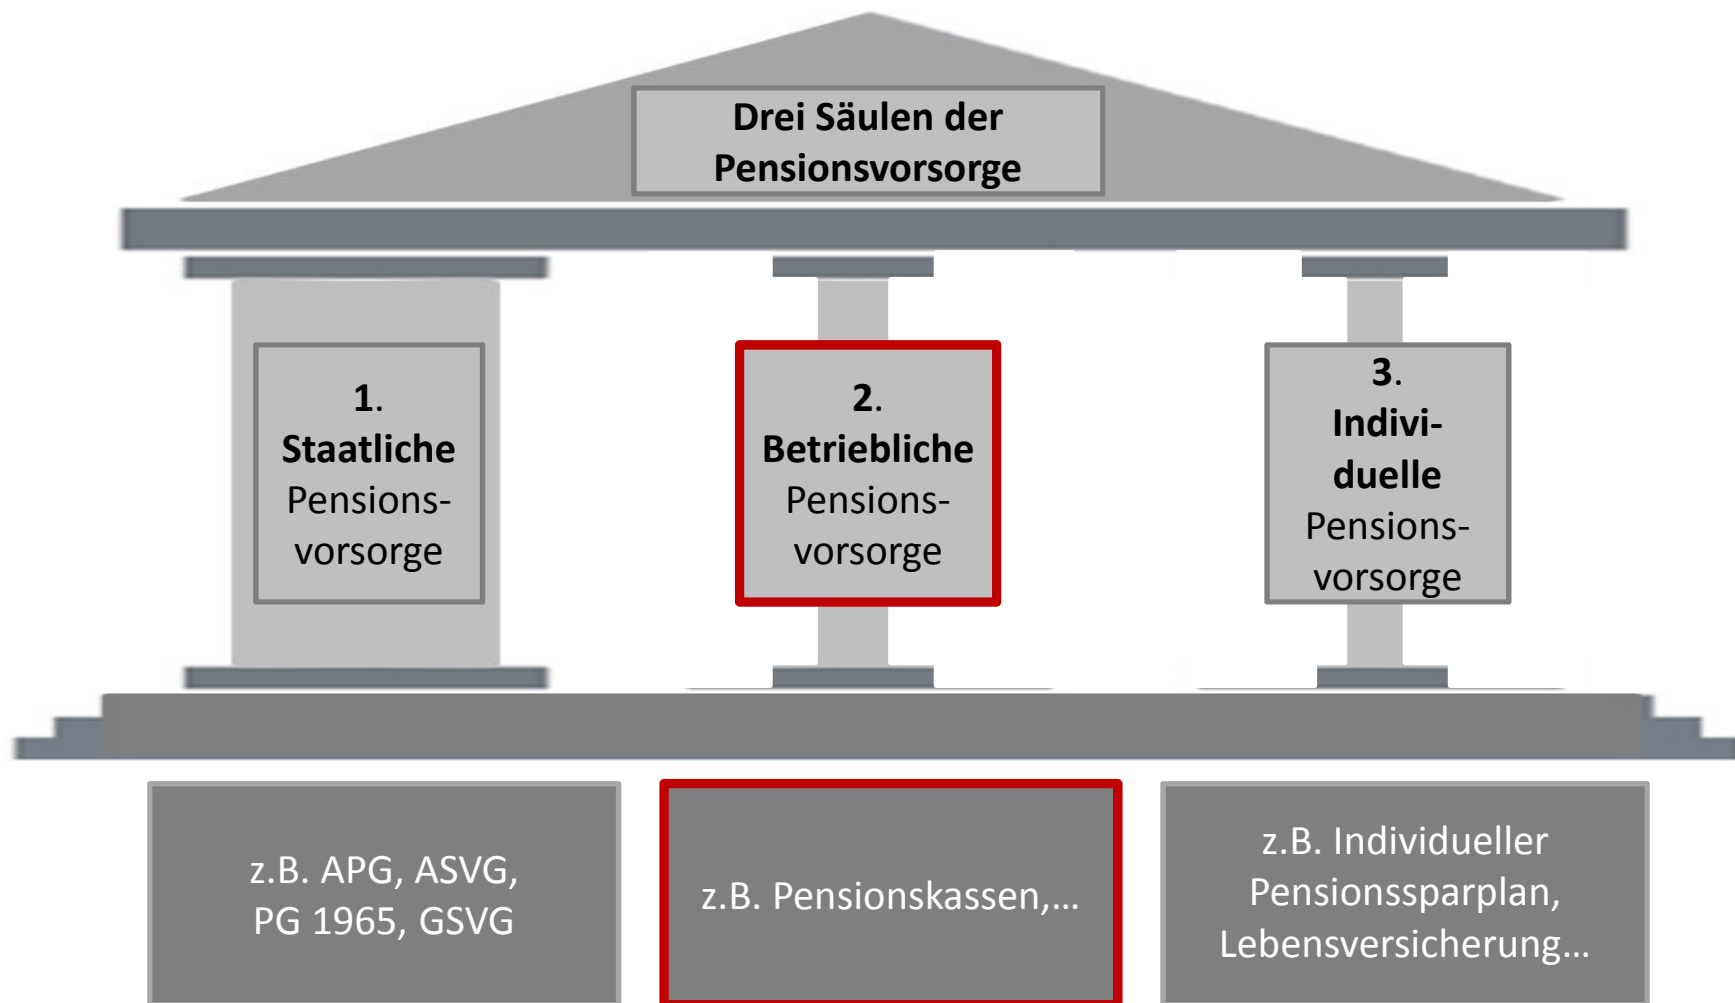 Drei Säulen der
Pensionsvorsorge
1.
Staatliche
Pensions-
vorsorge
2.
Betriebliche
Pensions-
vorsorge
3.
Indivi-
duelle
Pensions-
vorsorge
z.B. APG, ASVG,
PG 1965, GSVG
z.B. Pensionskassen,...
z.B. Individueller
Pensionssparplan,
Lebensversicherung...